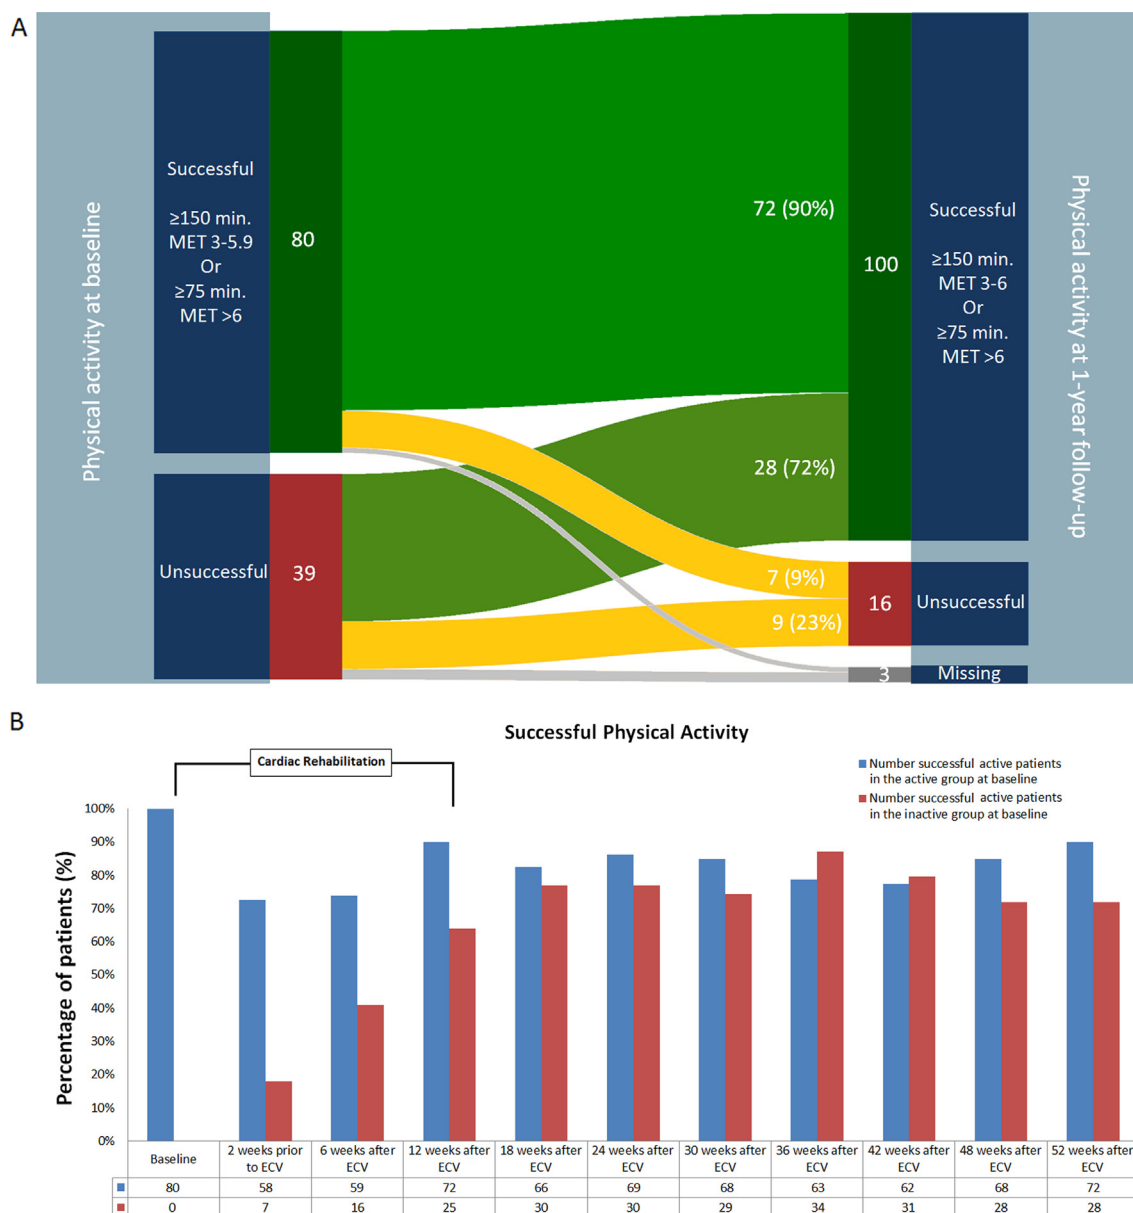 A
Physical activity at baseline
Successful
≥150 min.
MET 3-5.9
Or
≥75 min.
MET >6
80
72 (90%)
100
Successful
≥150 min.
MET 3-6
Or
≥75 min.
MET >6
Physical activity at 1-year follow-up
28 (72%)
Unsuccessful
39
7 (9%)
9 (23%)
16
Unsuccessful
3
Missing
B
Successful Physical Activity
Cardiac Rehabilitation
Number successful active patients
in the active group at baseline
Number successful active patients
in the inactive group at baseline
Percentage of patients (%)
100%
90%
80%
70%
60%
50%
40%
30%
20%
10%
0%
Baseline
2 weeks prior
to ECV
6 weeks after
ECV
12 weeks after
ECV
18 weeks after
ECV
24 weeks after
ECV
30 weeks after
ECV
36 weeks after
ECV
42 weeks after
ECV
48 weeks after
ECV
52 weeks after
ECV
80 58 59 72 66 69 68 63 62 68 72
0 7 16 25 30 30 29 34 31 28 28